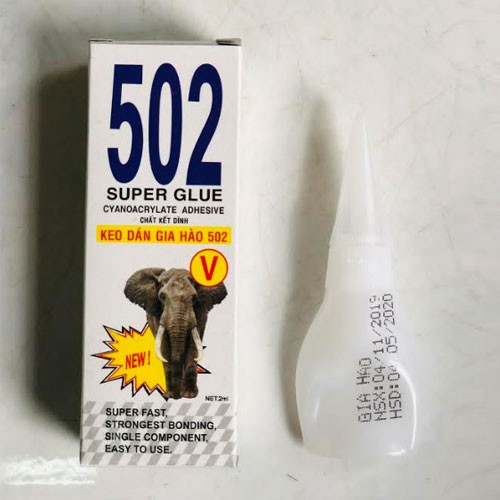 502
SUPER GLUE
CYANOACRYLATE ADHESIVE
CHẤT KẾT DÍNH
KEO DÁN GIA HÀO 502
V
NEW!
NET.2ml
SUPER FAST,
STRONGEST BONDING,
SINGLE COMPONENT,
EASY TO USE.
GIA HAO
NSX:04/11/2019
HSD:04/05/2020